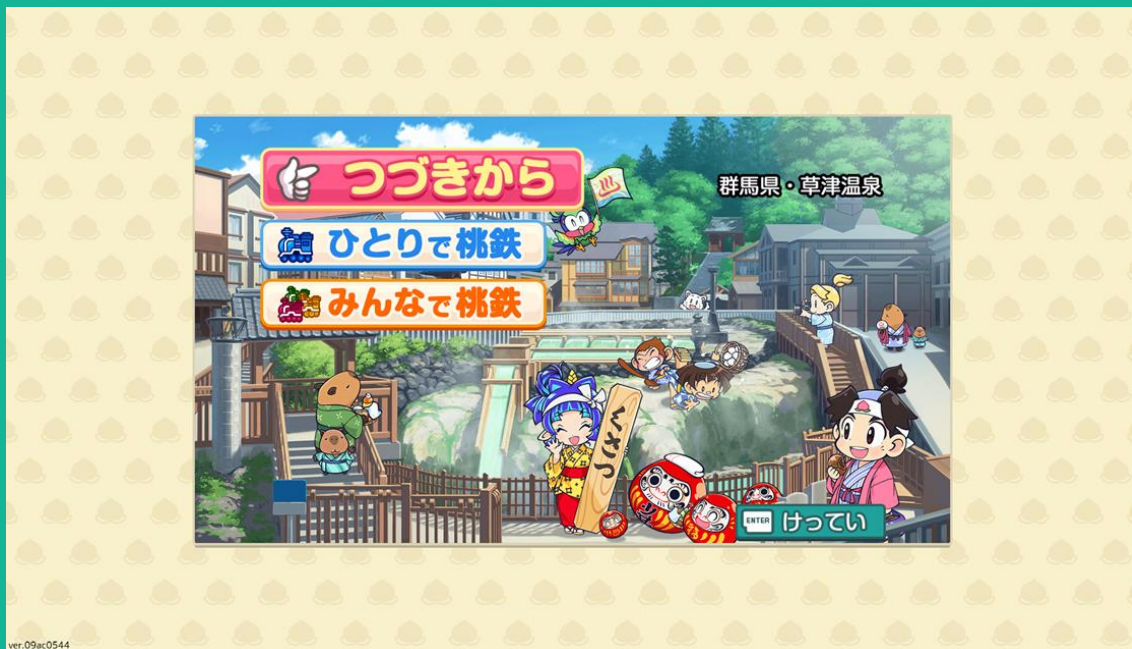 つづきから
群馬県・草津温泉
ひとりで桃鉄
みんなで桃鉄
くさつ
ENTER けってい
ver.09ac0544